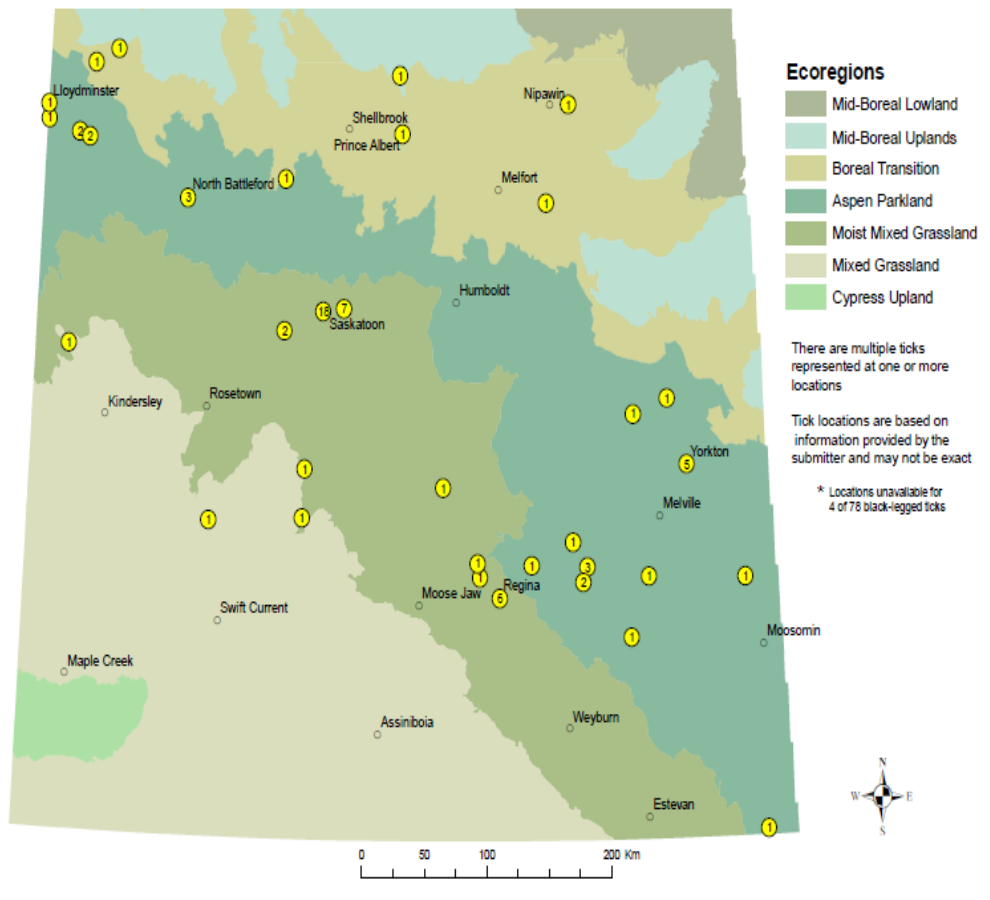 1
1
1
Lloydminster
1
1
2
2
Shellbrook
Prince Albert
1
Nipawin
1
North Battleford
1
3
Melfort
1
Humboldt
18
7
Saskatoon
2
1
Kindersley
Rosetown
1
1
Yorkton
5
Melville
1
1
1
1
1
1
1
1
3
2
1
1
Moose Jaw
Regina
6
Swift Current
1
Moosomin
Maple Creek
Assiniboia
Weyburn
Estevan
1
Ecoregions
Mid-Boreal Lowland
Mid-Boreal Uplands
Boreal Transition
Aspen Parkland
Moist Mixed Grassland
Mixed Grassland
Cypress Upland
There are multiple ticks
represented at one or more
locations
Tick locations are based on
information provided by the
submitter and may not be exact
* Locations unavailable for
4 of 78 black-legged ticks
N
W E
S
0 50 100 200 Km